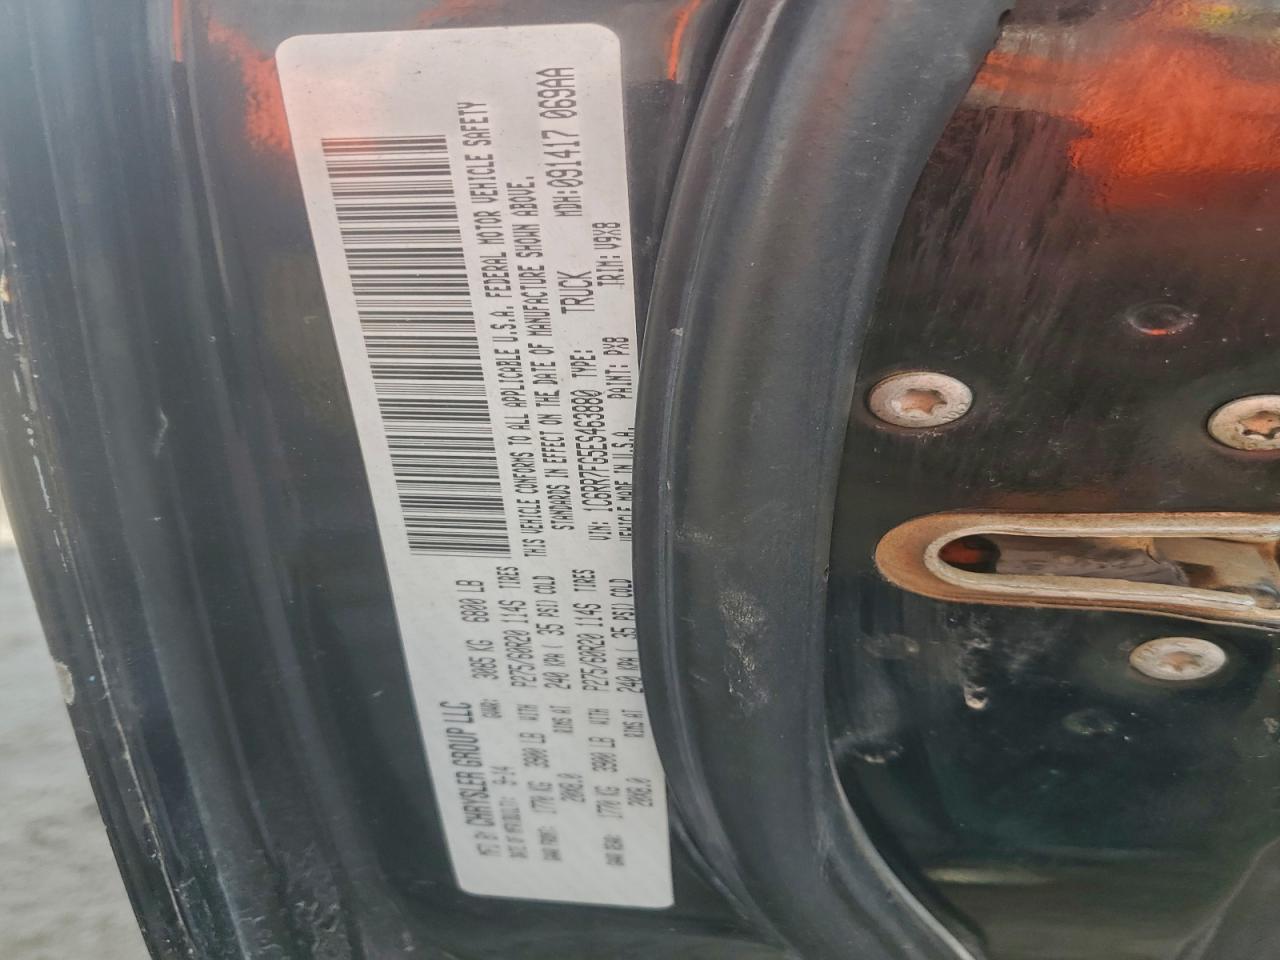 MFD BY CHRYSLER GROUP LLC
DATE OF MFR(BUILT): 9-14 GVWR: 3085 KG 6800 LB
GAWR FRONT: 1770 KG 3900 LB WITH P275/60R20 114S TIRES
20X8.0 RIMS AT 240 KPA ( 35 PSI) COLD
GAWR REAR: 1770 KG 3900 LB WITH P275/60R20 114S TIRES
20X8.0 RIMS AT 240 KPA ( 35 PSI) COLD
THIS VEHICLE CONFORMS TO ALL APPLICABLE U.S.A. FEDERAL MOTOR VEHICLE SAFETY
STANDARDS IN EFFECT ON THE DATE OF MANUFACTURE SHOWN ABOVE.
VIN: 1C6RR7FG5ES463880 TYPE: TRUCK MDH:091417 069AA
VEHICLE MADE IN U.S.A. PAINT: PX8 TRIM: V9X8